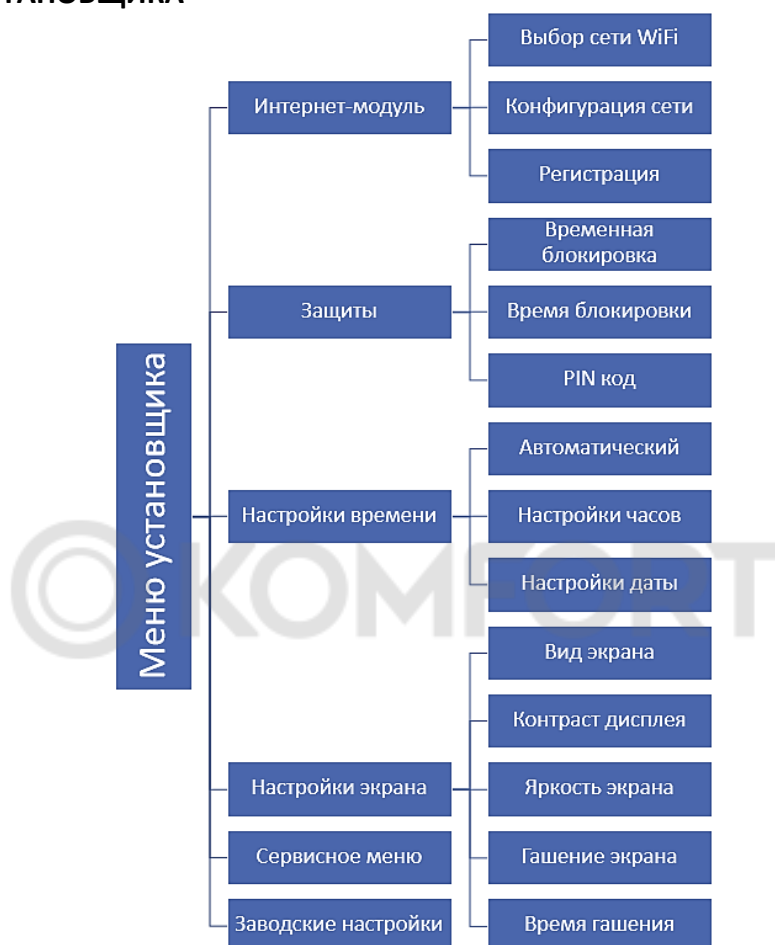 ТАНОВЩИКА
Меню установщика
Интернет-модуль
Выбор сети WiFi
Конфигурация сети
Регистрация
Защиты
Временная
блокировка
Время блокировки
PIN код
Настройки времени
Автоматический
Настройки часов
Настройки даты
Настройки экрана
Вид экрана
Контраст дисплея
Яркость экрана
Гашение экрана
Время гашения
Сервисное меню
Заводские настройки
KOMFORT